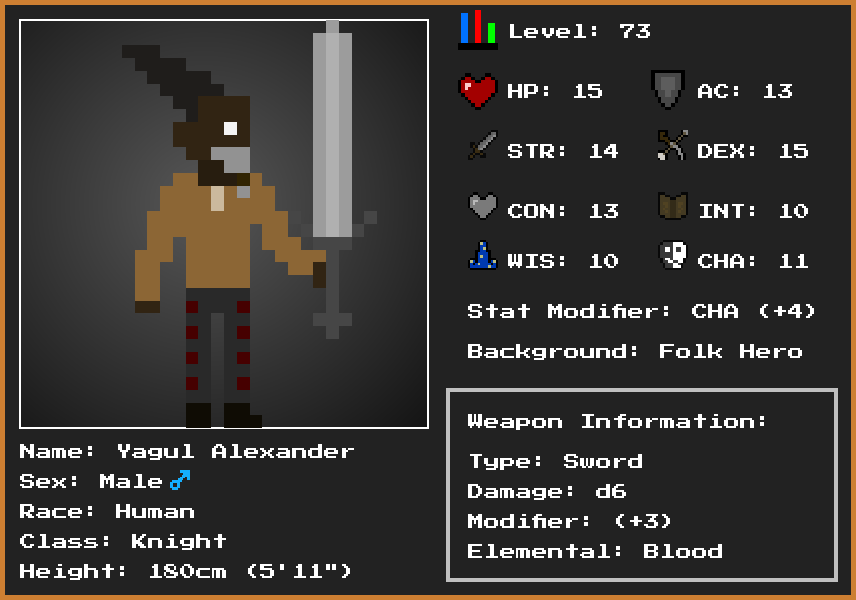 Level: 73
HP: 15
AC: 13
STR: 14
DEX: 15
CON: 13
INT: 10
WIS: 10
CHA: 11
Stat Modifier: CHA (+4)
Background: Folk Hero
Weapon Information:
Type: Sword
Damage: d6
Modifier: (+3)
Elemental: Blood
Name: Yagul Alexander
Sex: Male ♂
Race: Human
Class: Knight
Height: 180cm (5'11")